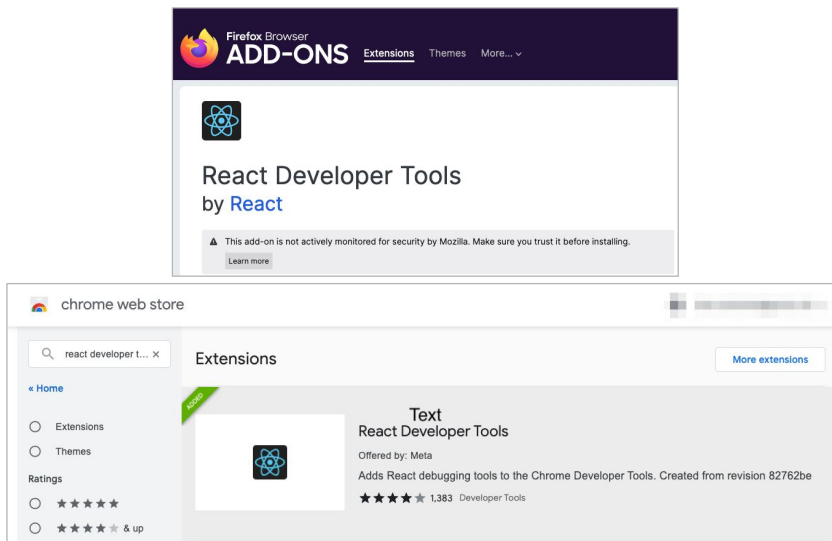 Firefox Browser
ADD-ONS Extensions Themes More...
React Developer Tools
by React
This add-on is not actively monitored for security by Mozilla. Make sure you trust it before installing.
Learn more
chrome web store
react developer t... ×
Extensions
More extensions
« Home
ADDED
Extensions
Themes
Text
React Developer Tools
Offered by: Meta
Adds React debugging tools to the Chrome Developer Tools. Created from revision 82762be
1,383 Developer Tools
Ratings
& up